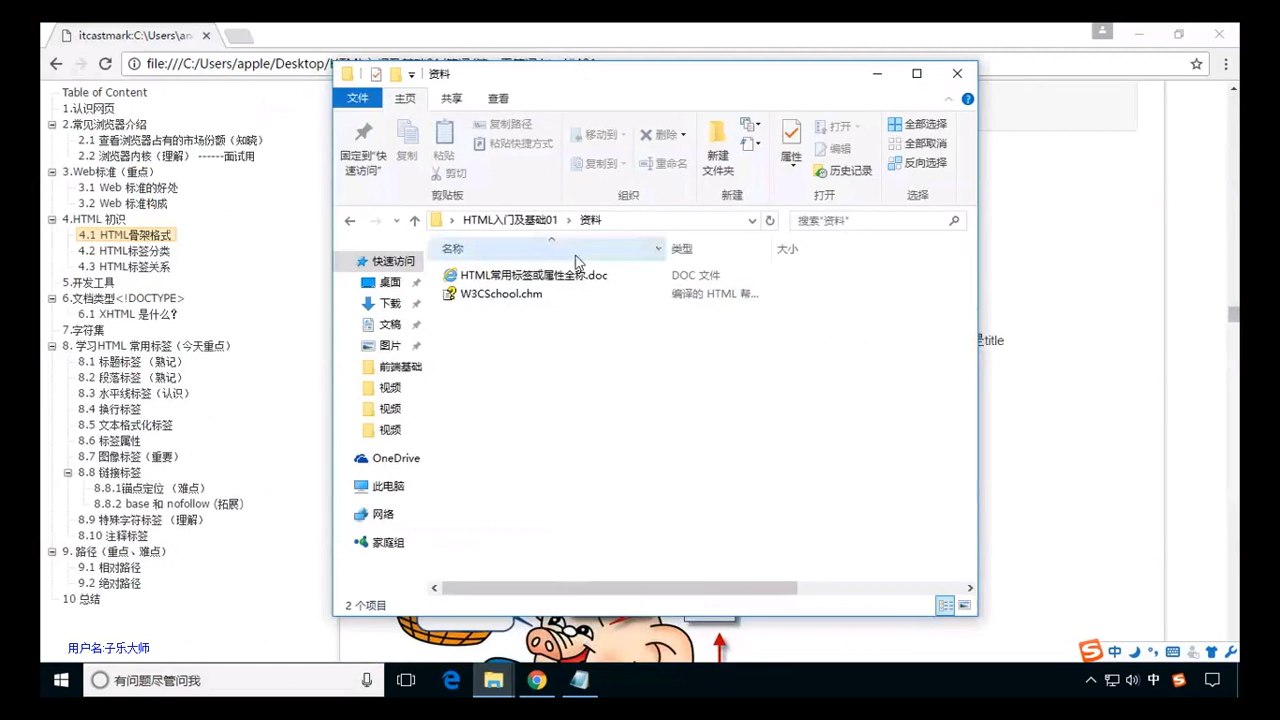 itcastmark:C:\Users\an
file:///C:/Users/apple/Desktop/
Table of Content
1.认识网页
2.常见浏览器介绍
2.1 查看浏览器占有的市场份额（知晓）
2.2 浏览器内核（理解） ------面试用
3.Web标准（重点）
3.1 Web 标准的好处
3.2 Web 标准构成
4.HTML 初识
4.1 HTML骨架格式
4.2 HTML标签分类
4.3 HTML标签关系
5.开发工具
6.文档类型<!DOCTYPE>
6.1 XHTML 是什么?
7.字符集
8. 学习HTML 常用标签（今天重点）
8.1 标题标签 （熟记）
8.2 段落标签 （熟记）
8.3 水平线标签（认识）
8.4 换行标签
8.5 文本格式化标签
8.6 标签属性
8.7 图像标签（重要）
8.8 链接标签
8.8.1锚点定位 （难点）
8.8.2 base 和 nofollow (拓展)
8.9 特殊字符标签 （理解）
8.10 注释标签
9. 路径（重点、难点）
9.1 相对路径
9.2 绝对路径
10 总结
用户名:子乐大师
资料
文件
主页
共享
查看
固定到"快
速访问"
复制
粘贴
复制路径
粘贴快捷方式
剪切
剪贴板
移动到
复制到
删除
重命名
组织
新建
文件夹
新建
属性
打开
编辑
历史记录
打开
全部选择
全部取消
反向选择
选择
HTML入门及基础01
资料
搜索"资料"
名称
类型
大小
HTML常用标签或属性全称.doc
DOC 文件
W3CSchool.chm
编译的 HTML 帮...
快速访问
桌面
下载
文稿
图片
前端基础
视频
视频
视频
OneDrive
此电脑
网络
家庭组
2 个项目
是title
中
有问题尽管问我
中